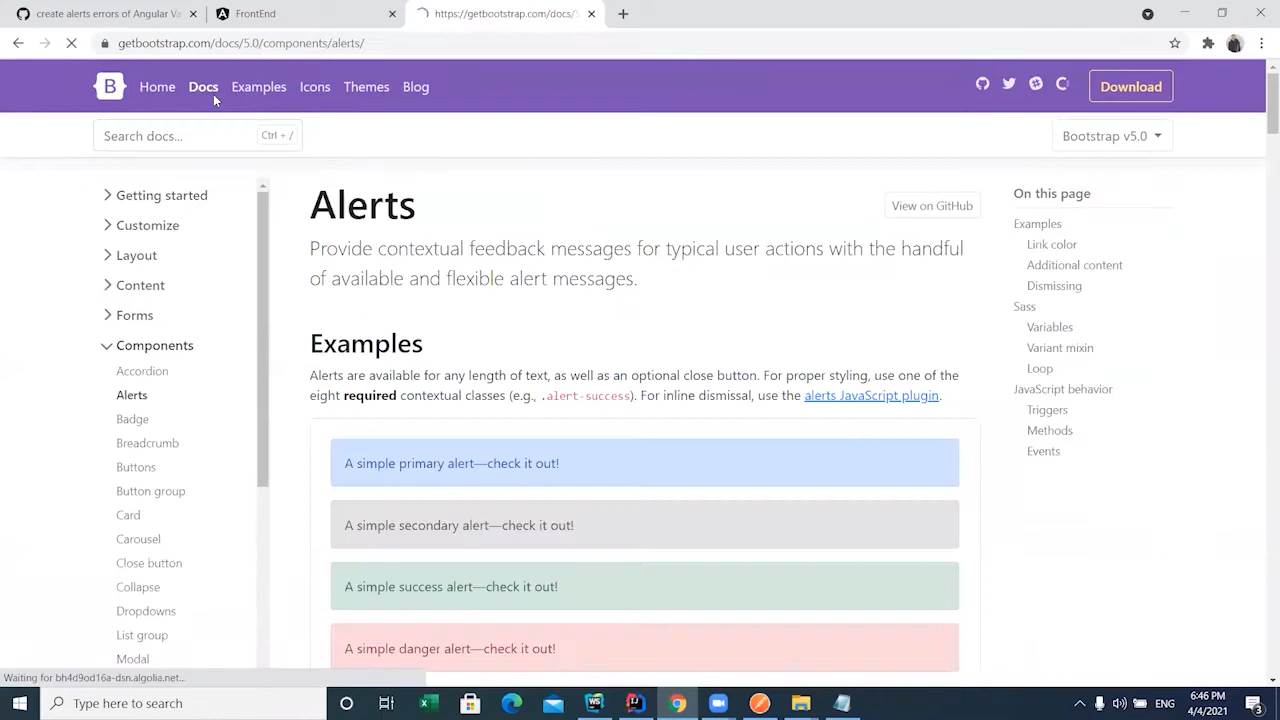 create alerts errors of Angular Va
FrontEnd
https://getbootstrap.com/docs/5
getbootstrap.com/docs/5.0/components/alerts/
B
Home
Docs
Examples
Icons
Themes
Blog
Download
Search docs...
Ctrl + /
Bootstrap v5.0
Getting started
Customize
Layout
Content
Forms
Components
Accordion
Alerts
Badge
Breadcrumb
Buttons
Button group
Card
Carousel
Close button
Collapse
Dropdowns
List group
Modal
Alerts
View on GitHub
Provide contextual feedback messages for typical user actions with the handful
of available and flexible alert messages.
Examples
Alerts are available for any length of text, as well as an optional close button. For proper styling, use one of the
eight required contextual classes (e.g., .alert-success). For inline dismissal, use the alerts JavaScript plugin.
A simple primary alert—check it out!
A simple secondary alert—check it out!
A simple success alert—check it out!
A simple danger alert—check it out!
On this page
Examples
Link color
Additional content
Dismissing
Sass
Variables
Variant mixin
Loop
JavaScript behavior
Triggers
Methods
Events
Waiting for bh4d9od16a-dsn.algolia.net...
Type here to search
WS
6:46 PM
4/4/2021
3